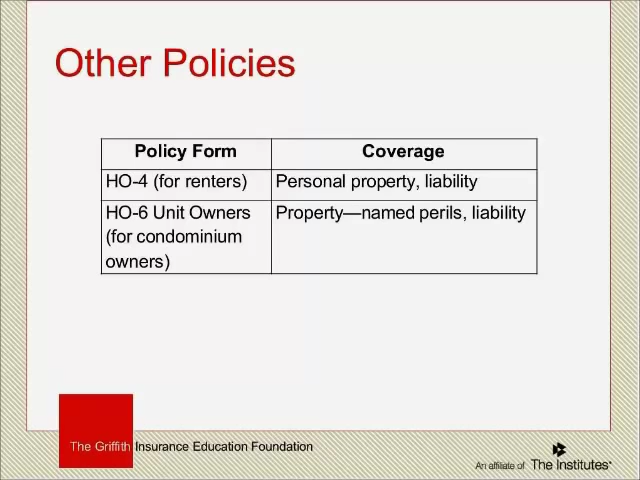 Other Policies
Policy Form Coverage
HO-4 (for renters) Personal property, liability
HO-6 Unit Owners Property—named perils, liability
(for condominium
owners)
The Griffith Insurance Education Foundation
An affiliate of The Institutes